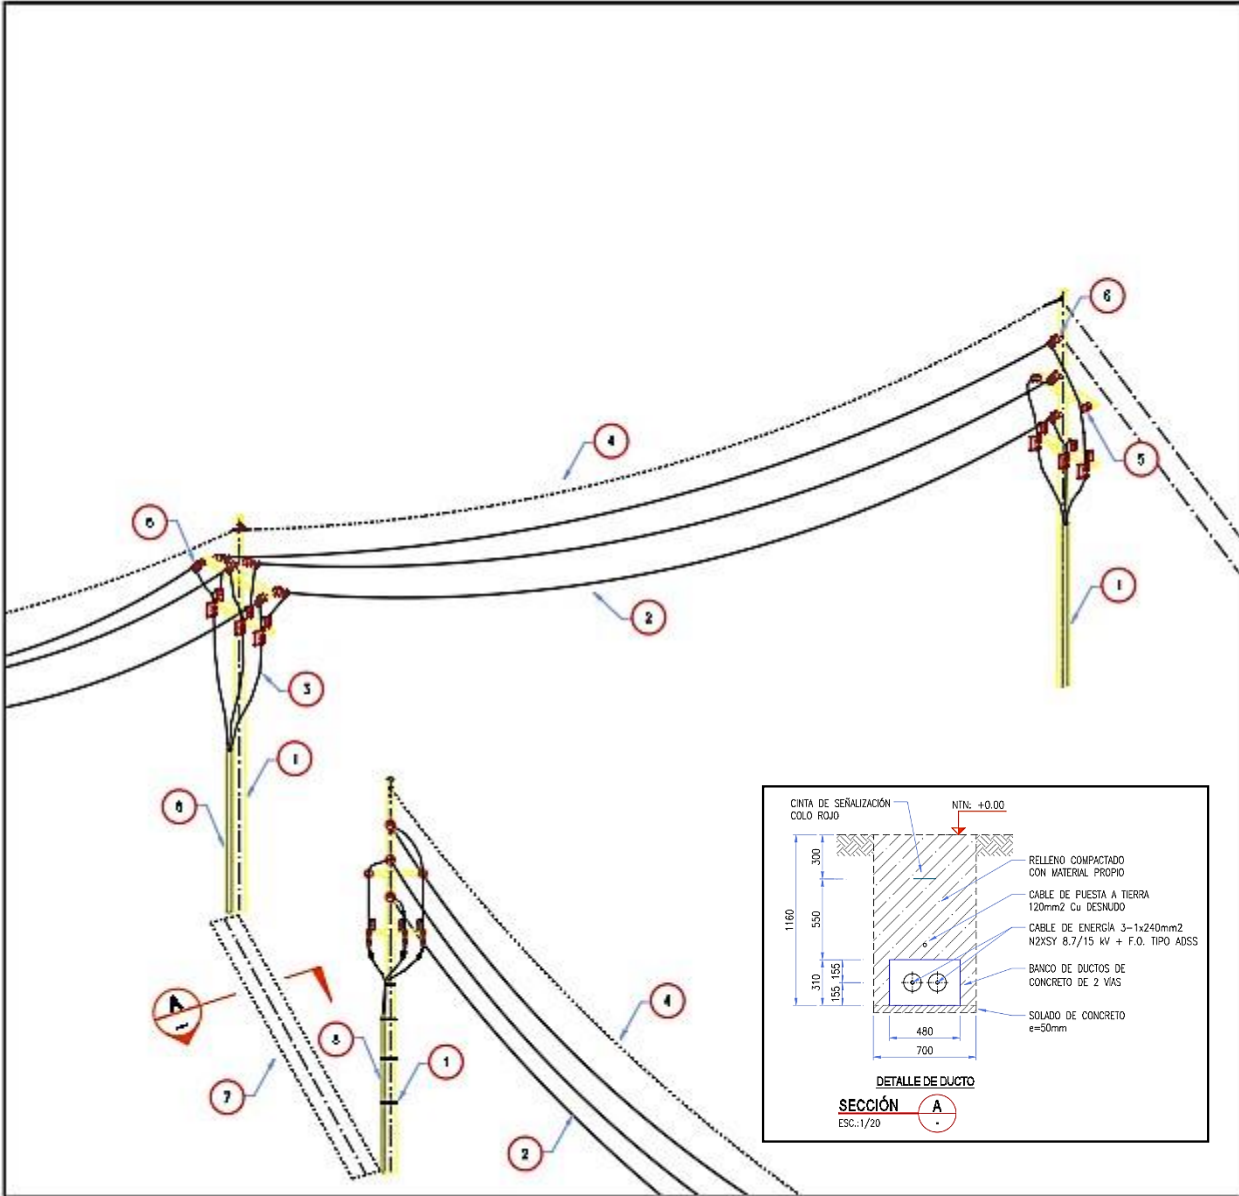 6
4
5
6
1
2
3
1
8
A
4
8
1
7
2
CINTA DE SEÑALIZACIÓN
COLO ROJO
NTN: +0.00
300
RELLENO COMPACTADO
CON MATERIAL PROPIO
550
1160
CABLE DE PUESTA A TIERRA
120mm2 Cu DESNUDO
CABLE DE ENERGÍA 3-1x240mm2
N2XSY 8.7/15 kV + F.O. TIPO ADSS
310
155
155
BANCO DE DUCTOS DE
CONCRETO DE 2 VÍAS
SOLADO DE CONCRETO
e=50mm
480
700
DETALLE DE DUCTO
SECCIÓN
A
-
ESC.:1/20